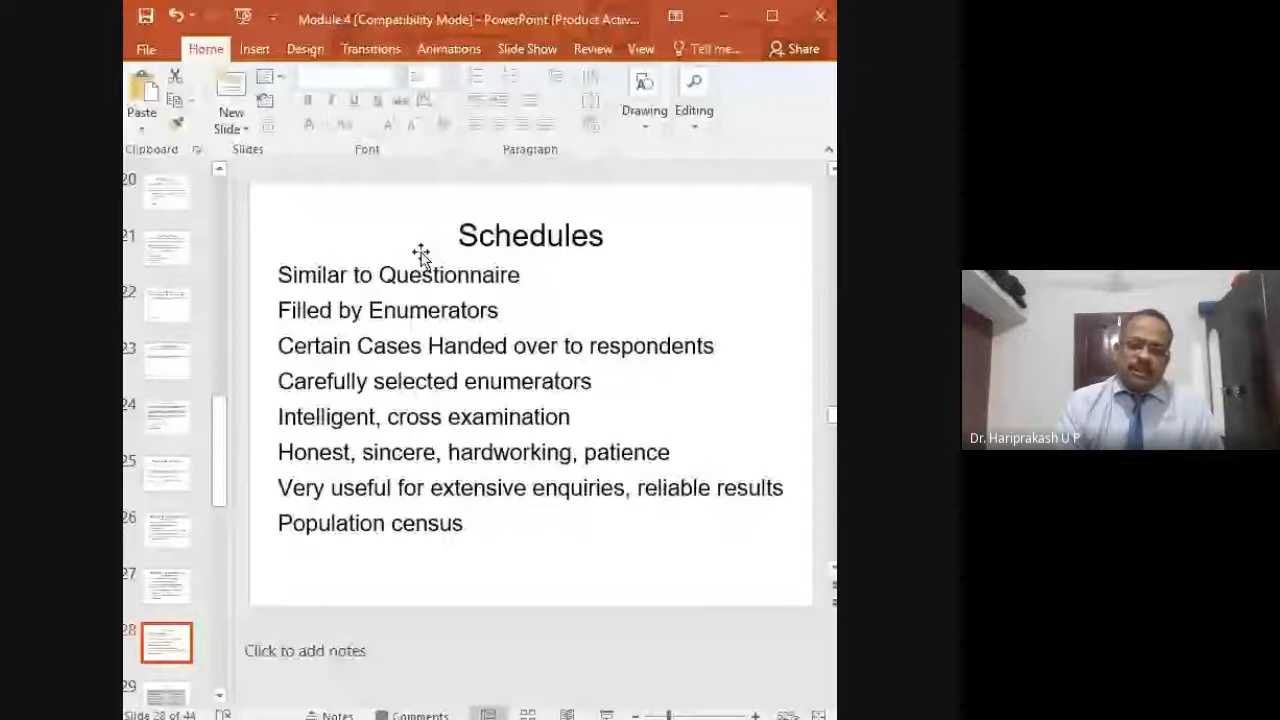 Module 4 [Compatibility Mode] - PowerPoint (Product Activ...
File Home Insert Design Transitions Animations Slide Show Review View Tell me... Share
Paste
New Slide
Drawing
Editing
Clipboard Slides Font Paragraph
20
21
22
23
24
25
26
27
28
29
Schedules
Similar to Questionnaire
Filled by Enumerators
Certain Cases Handed over to respondents
Carefully selected enumerators
Intelligent, cross examination
Honest, sincere, hardworking, patience
Very useful for extensive enquiries, reliable results
Population census
Click to add notes
Slide 28 of 44 Notes Comments
Dr. Hariprakash U P